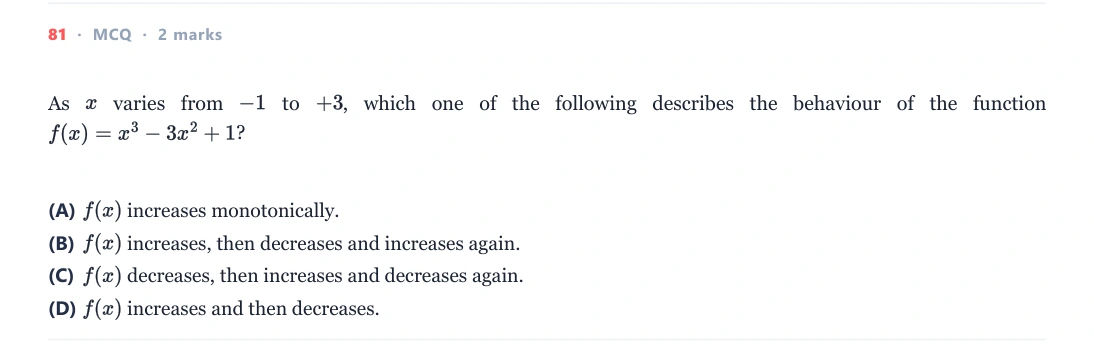 81 · MCQ · 2 marks
As x varies from −1 to +3, which one of the following describes the behaviour of the function
f(x) = x³ − 3x² + 1?
(A) f(x) increases monotonically.
(B) f(x) increases, then decreases and increases again.
(C) f(x) decreases, then increases and decreases again.
(D) f(x) increases and then decreases.